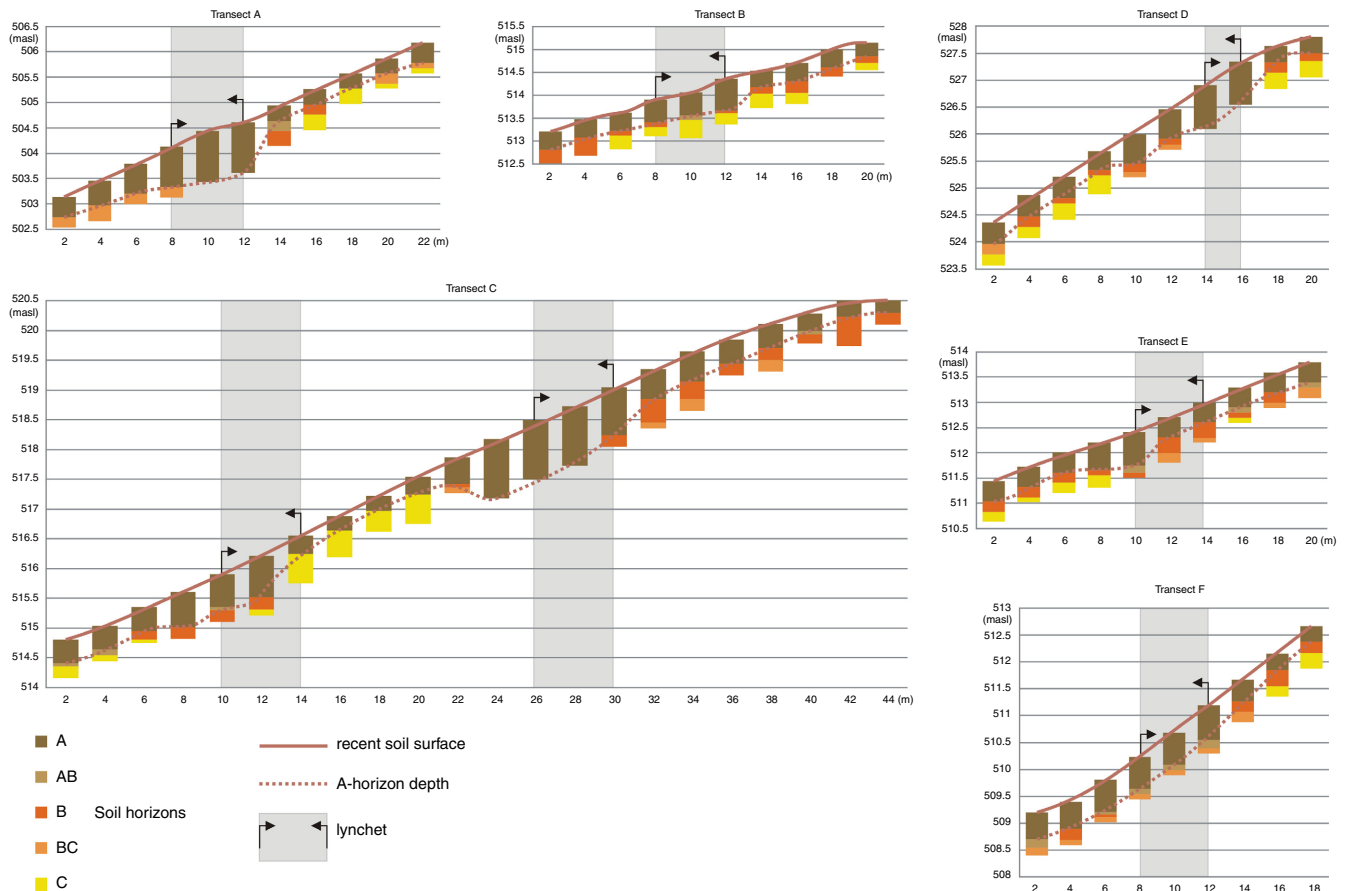 Transect A
506.5
(masl)
506
505.5
505
504.5
504
503.5
503
502.5
2 4 6 8 10 12 14 16 18 20 22 (m)
Transect B
515.5
(masl)
515
514.5
514
513.5
513
512.5
2 4 6 8 10 12 14 16 18 20 (m)
Transect D
528
(masl)
527.5
527
526.5
526
525.5
525
524.5
524
523.5
2 4 6 8 10 12 14 16 18 20
Transect C
520.5
(masl)
520
519.5
519
518.5
518
517.5
517
516.5
516
515.5
515
514.5
514
2 4 6 8 10 12 14 16 18 20 22 24 26 28 30 32 34 36 38 40 42 44 (m)
Transect E
514
(masl)
513.5
513
512.5
512
511.5
511
510.5
2 4 6 8 10 12 14 16 18 20 (m)
Transect F
513
(masl)
512.5
512
511.5
511
510.5
510
509.5
509
508.5
508
2 4 6 8 10 12 14 16 18
A
AB
B Soil horizons
BC
C
recent soil surface
A-horizon depth
lynchet